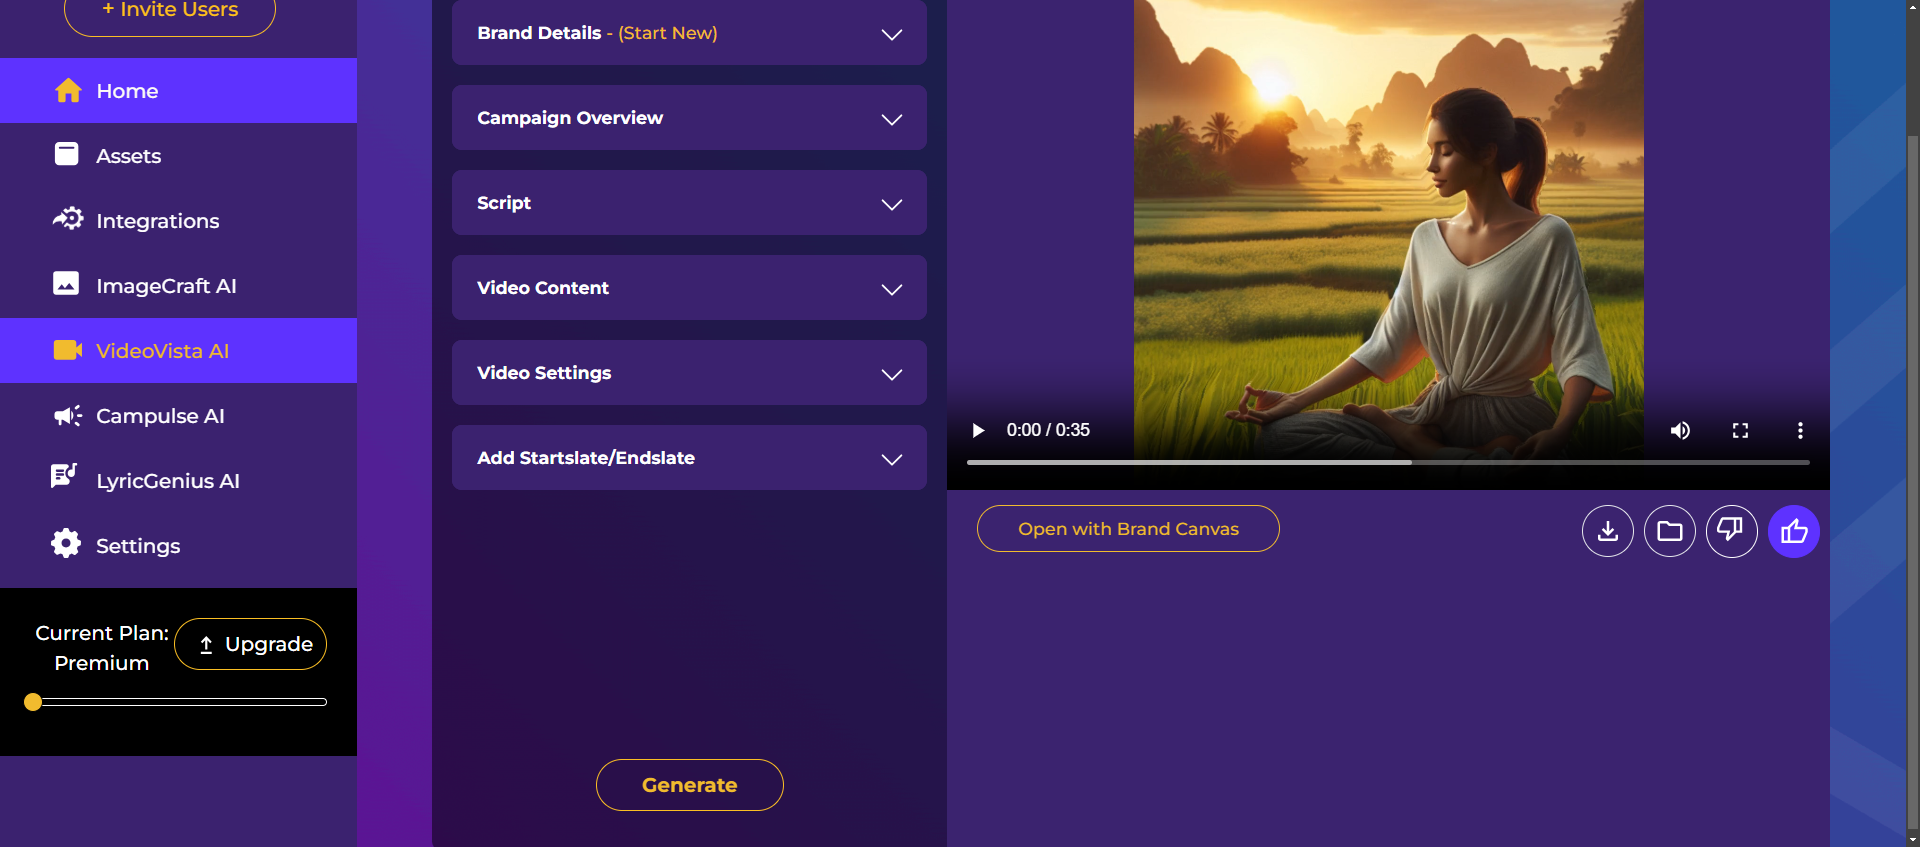 + Invite Users
Home
Assets
Integrations
ImageCraft AI
VideoVista AI
Campulse AI
LyricGenius AI
Settings
Current Plan:
Premium
Upgrade
Brand Details - (Start New)
Campaign Overview
Script
Video Content
Video Settings
Add Startslate/Endslate
Generate
0:00 / 0:35
Open with Brand Canvas